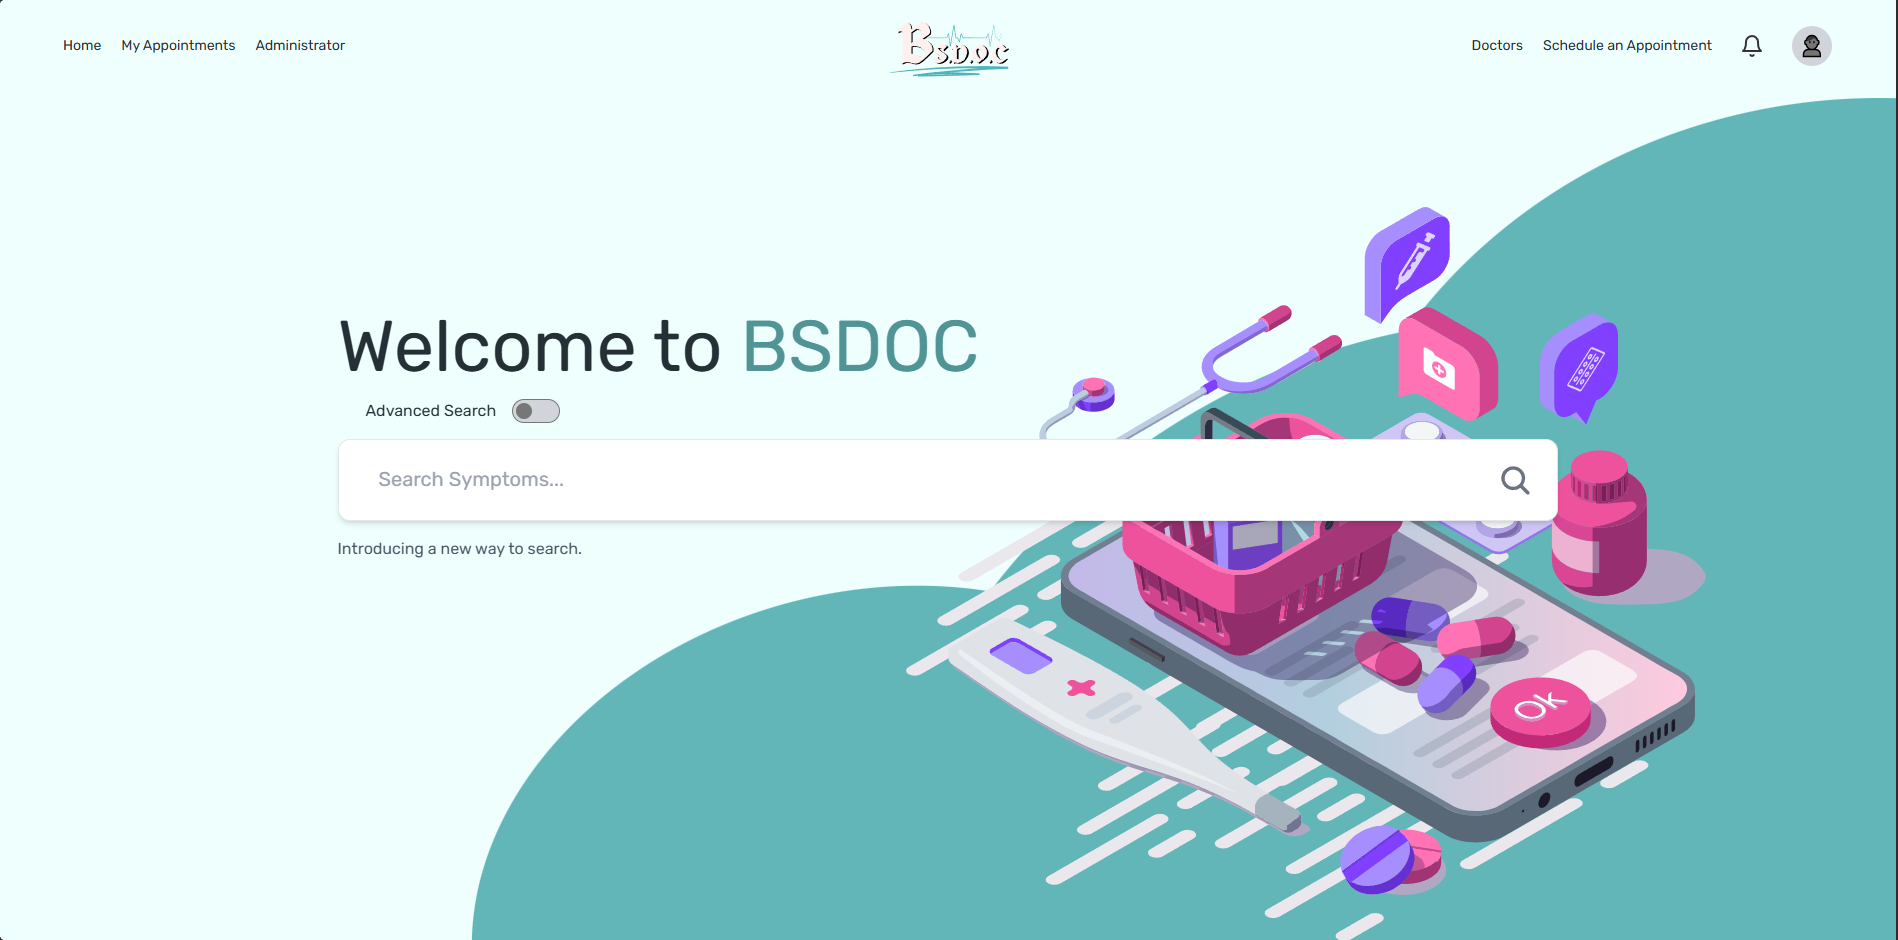 Home My Appointments Administrator
BS.D.O.C
Doctors Schedule an Appointment
Welcome to BSDOC
Advanced Search
Search Symptoms...
Introducing a new way to search.
Ok